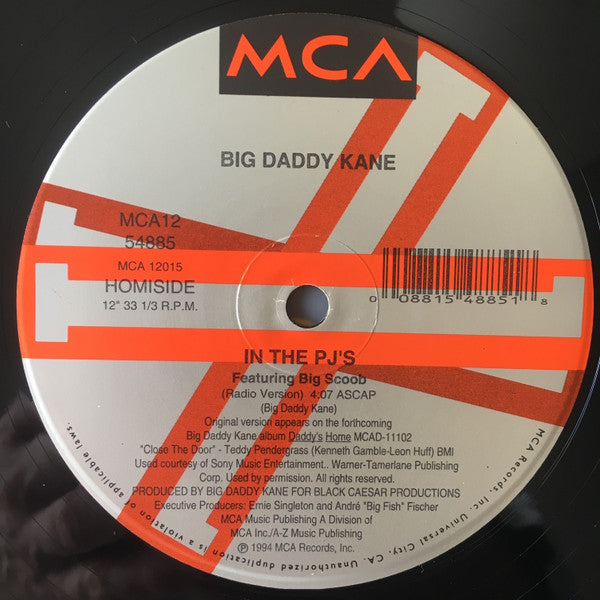 MCA
BIG DADDY KANE
MCA12
54885
MCA 12015
HOMISIDE
12" 33 1/3 R.P.M.
0 08815 48851 8
IN THE PJ'S
Featuring Big Scoob
(Radio Version) 4:07 ASCAP
(Big Daddy Kane)
Original version appears on the forthcoming
Big Daddy Kane album Daddy's Home MCAD-11102
"Close The Door" - Teddy Pendergrass (Kenneth Gamble-Leon Huff) BMI
Used courtesy of Sony Music Entertainment.. Warner-Tamerlane Publishing
Corp. Used by permission. All rights reserved.
PRODUCED BY BIG DADDY KANE FOR BLACK CAESAR PRODUCTIONS
Executive Producers: Ernie Singleton and André "Big Fish" Fischer
MCA Music Publishing A Division of
MCA Inc./A-Z Music Publishing
℗ 1994 MCA Records, Inc.
MCA Records, Inc. Universal City, CA. Unauthorized duplication is a violation of applicable laws.